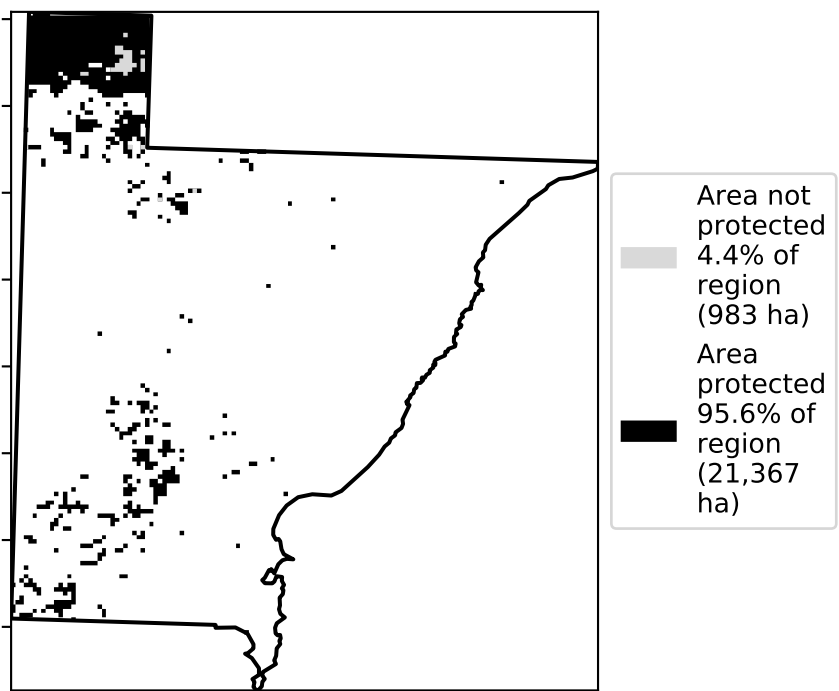 Area not
protected
4.4% of
region
(983 ha)
Area
protected
95.6% of
region
(21,367
ha)